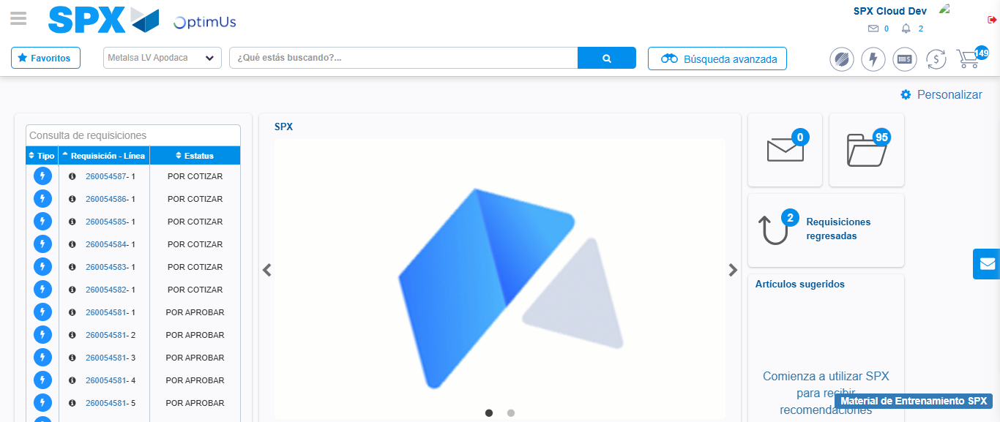 SPX
OptimUs
SPX Cloud Dev
0
2
Favoritos
Metalsa LV Apodaca
¿Qué estás buscando?...
Búsqueda avanzada
149
Personalizar
Consulta de requisiciones
Tipo Requisición - Línea Estatus
260054587- 1 POR COTIZAR
260054586- 1 POR COTIZAR
260054585- 1 POR COTIZAR
260054584- 1 POR COTIZAR
260054583- 1 POR COTIZAR
260054582- 1 POR COTIZAR
260054581- 1 POR APROBAR
260054581- 2 POR APROBAR
260054581- 3 POR APROBAR
260054581- 4 POR APROBAR
260054581- 5 POR APROBAR
SPX
0
95
2
Requisiciones
regresadas
Artículos sugeridos
Comienza a utilizar SPX
para recibir
recomendaciones
Material de Entrenamiento SPX